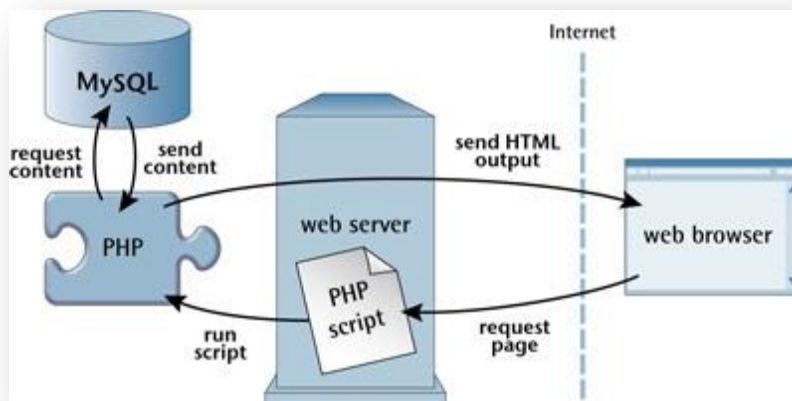 Internet
MySQL
request
content
send
content
send HTML
output
PHP
web server
web browser
PHP
script
run
script
request
page